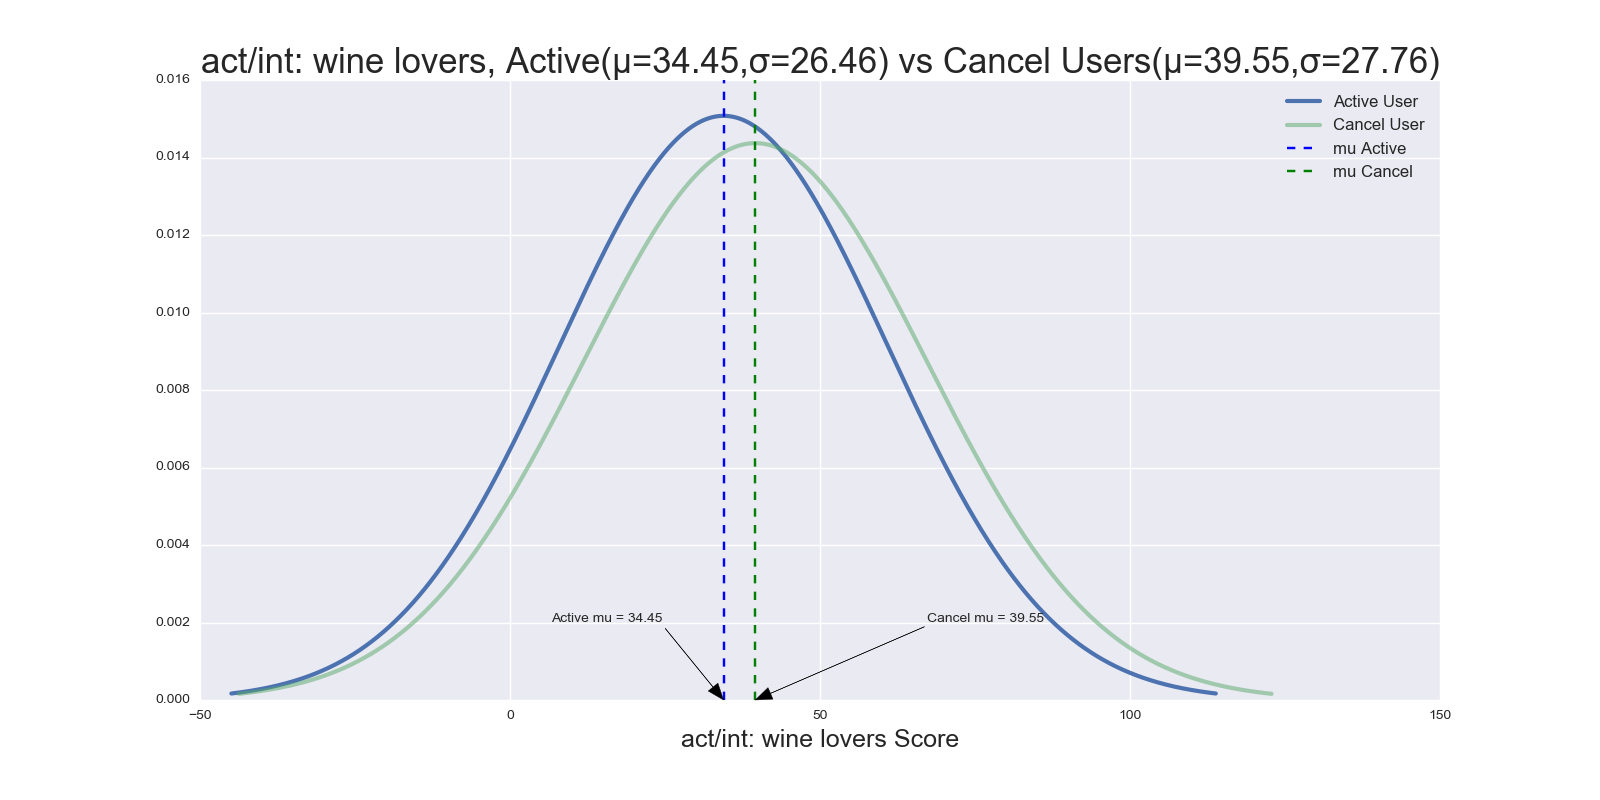 act/int: wine lovers, Active(μ=34.45,σ=26.46) vs Cancel Users(μ=39.55,σ=27.76)
0.016
0.014
0.012
0.010
0.008
0.006
0.004
0.002
0.000
Active User
Cancel User
mu Active
mu Cancel
Active mu = 34.45
Cancel mu = 39.55
−50
0
50
100
150
act/int: wine lovers Score